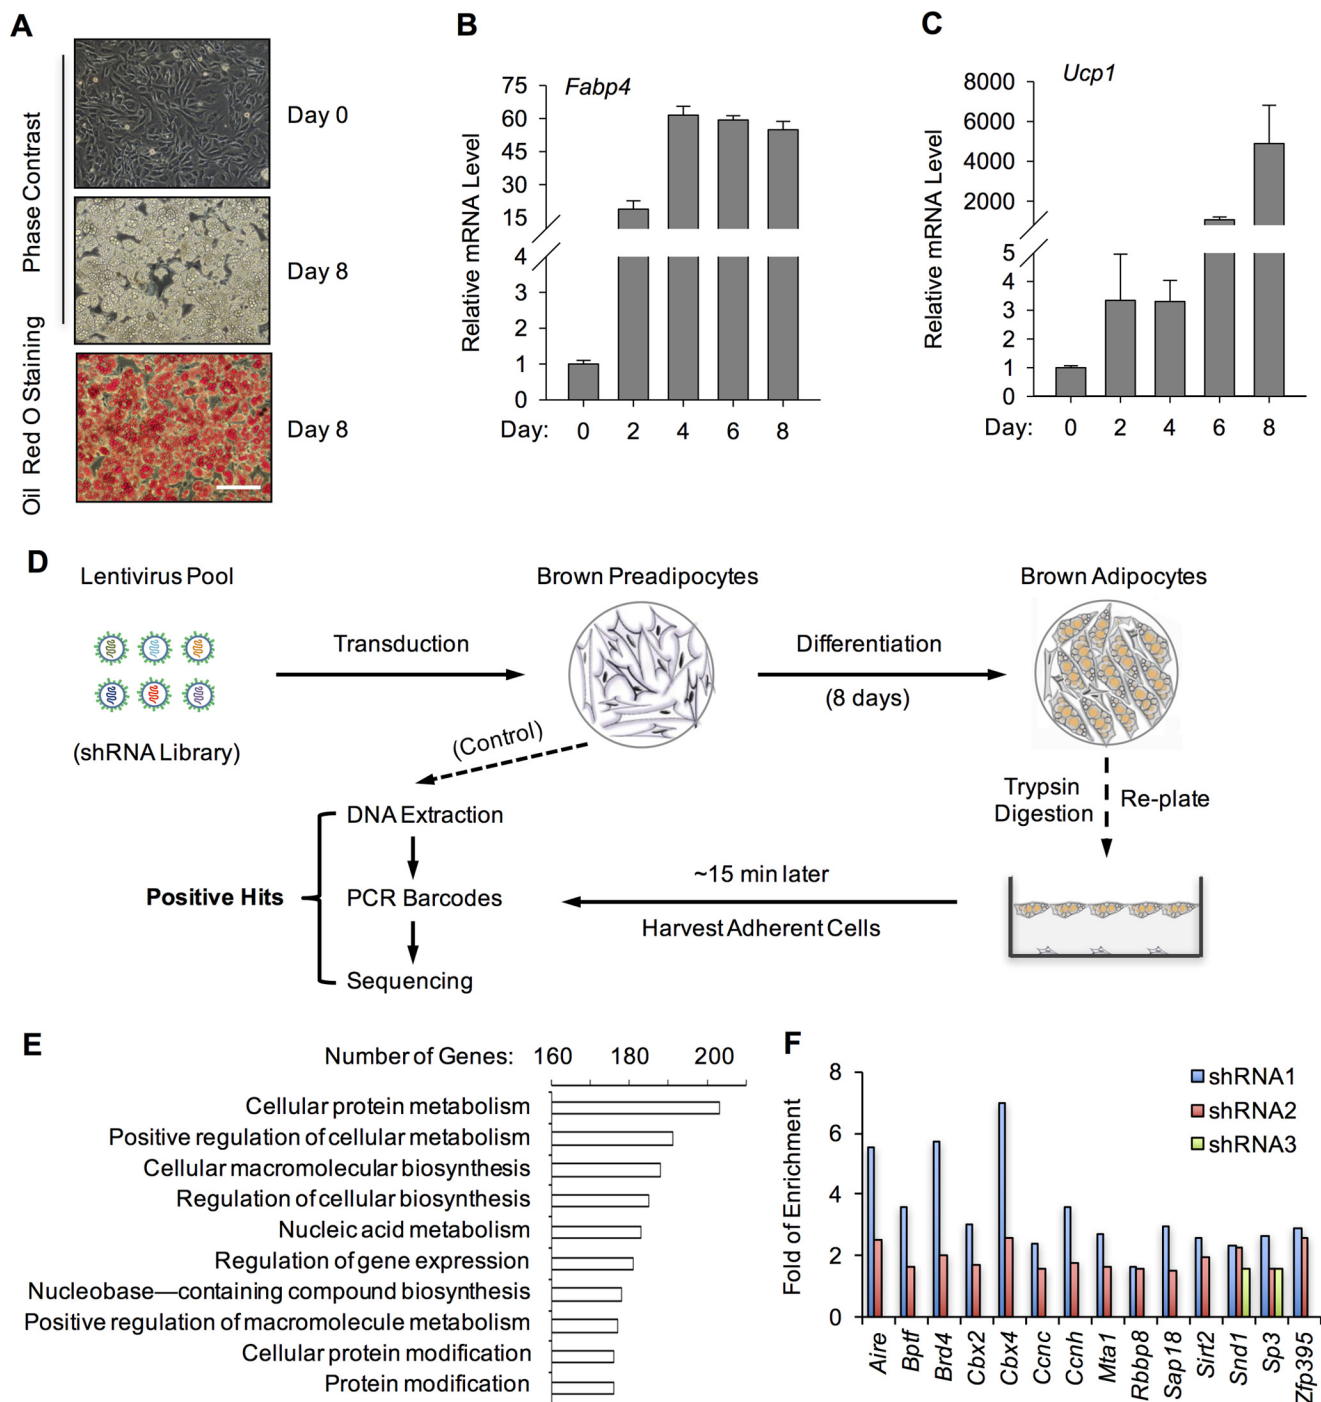 A
Phase Contrast
Oil Red O Staining
Day 0
Day 8
Day 8
B
Fabp4
Relative mRNA Level
75
60
45
30
15
4
3
2
1
0
Day: 0 2 4 6 8
C
Ucp1
Relative mRNA Level
8000
6000
4000
2000
5
4
3
2
1
0
Day: 0 2 4 6 8
D
Lentivirus Pool
(shRNA Library)
Transduction
Brown Preadipocytes
Differentiation
(8 days)
Brown Adipocytes
(Control)
Trypsin
Digestion
Re-plate
~15 min later
Harvest Adherent Cells
DNA Extraction
PCR Barcodes
Sequencing
Positive Hits
E
Number of Genes: 160 180 200
Cellular protein metabolism
Positive regulation of cellular metabolism
Cellular macromolecular biosynthesis
Regulation of cellular biosynthesis
Nucleic acid metabolism
Regulation of gene expression
Nucleobase—containing compound biosynthesis
Positive regulation of macromolecule metabolism
Cellular protein modification
Protein modification
F
Fold of Enrichment
8
6
4
2
0
shRNA1
shRNA2
shRNA3
Aire
Bptf
Brd4
Cbx2
Cbx4
Ccnc
Ccnh
Mta1
Rbbp8
Sap18
Sirt2
Snd1
Sp3
Zfp395